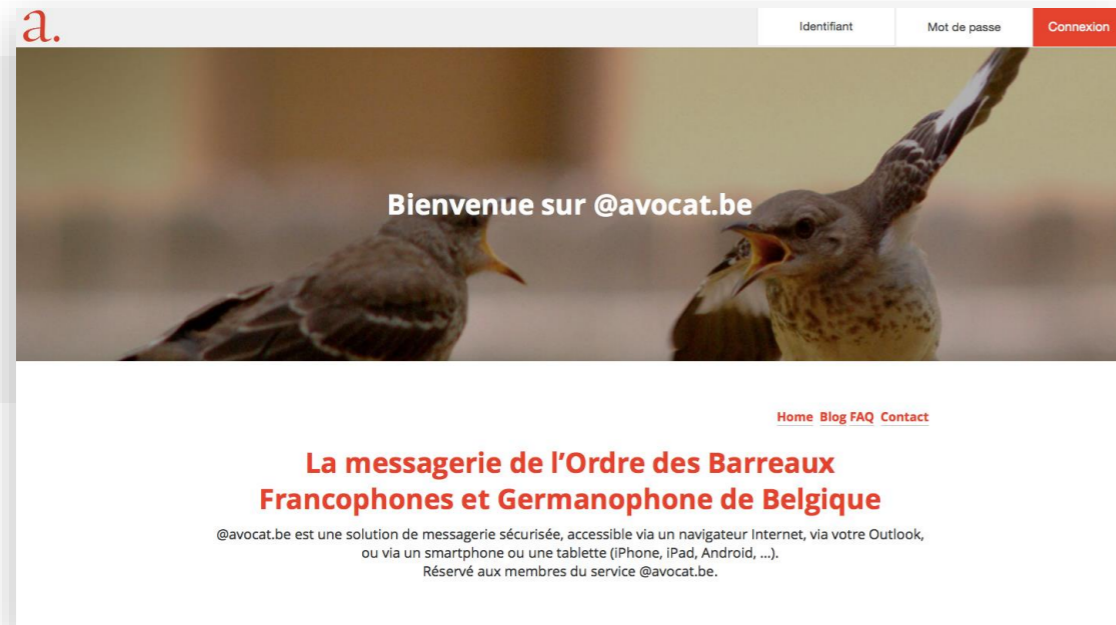 a.
Identifiant
Mot de passe
Connexion
Bienvenue sur @avocat.be
Home Blog FAQ Contact
La messagerie de l’Ordre des Barreaux
Francophones et Germanophone de Belgique
@avocat.be est une solution de messagerie sécurisée, accessible via un navigateur Internet, via votre Outlook,
ou via un smartphone ou une tablette (iPhone, iPad, Android, ...).
Réservé aux membres du service @avocat.be.